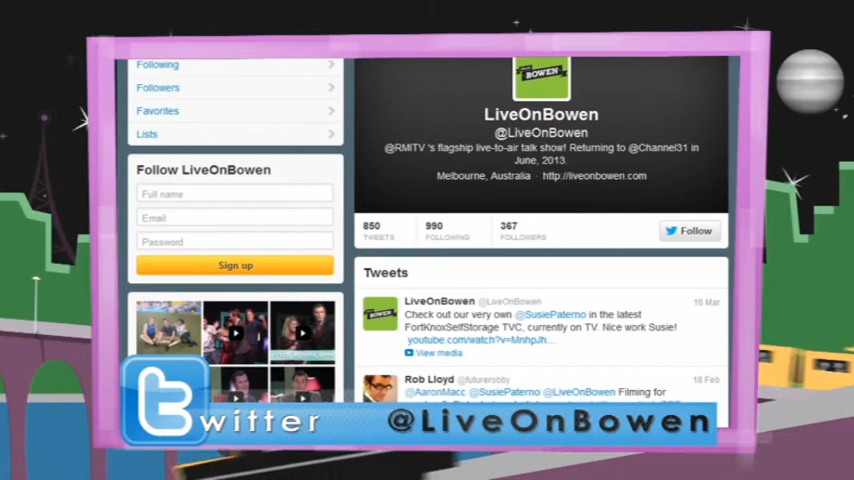 Following
Followers
Favorites
Lists
Follow LiveOnBowen
Full name
Email
Password
Sign up
BOWEN
LiveOnBowen
@LiveOnBowen
@RMITV 's flagship live-to-air talk show! Returning to @Channel31 in
June, 2013.
Melbourne, Australia · http://liveonbowen.com
850 990 367
TWEETS FOLLOWING FOLLOWERS
Follow
Tweets
LiveOnBowen @LiveOnBowen 16 Mar
Check out our very own @SusiePaterno in the latest
FortKnoxSelfStorage TVC, currently on TV. Nice work Susie!
youtube.com/watch?v=MnhpJh...
View media
Rob Lloyd @futurerobby 18 Feb
@AaronMacc @SusiePaterno @LiveOnBowen Filming for
twitter @LiveOnBowen